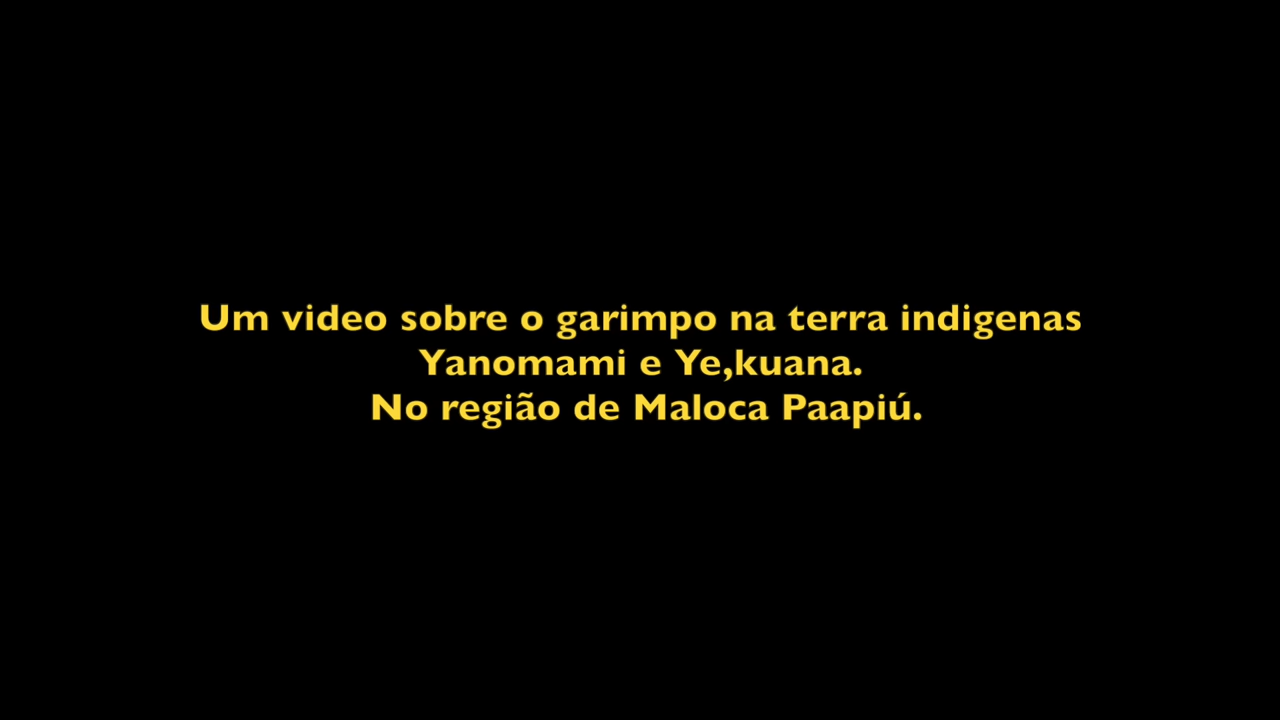 Um video sobre o garimpo na terra indigenas
Yanomami e Ye,kuana.
No região de Maloca Paapiú.